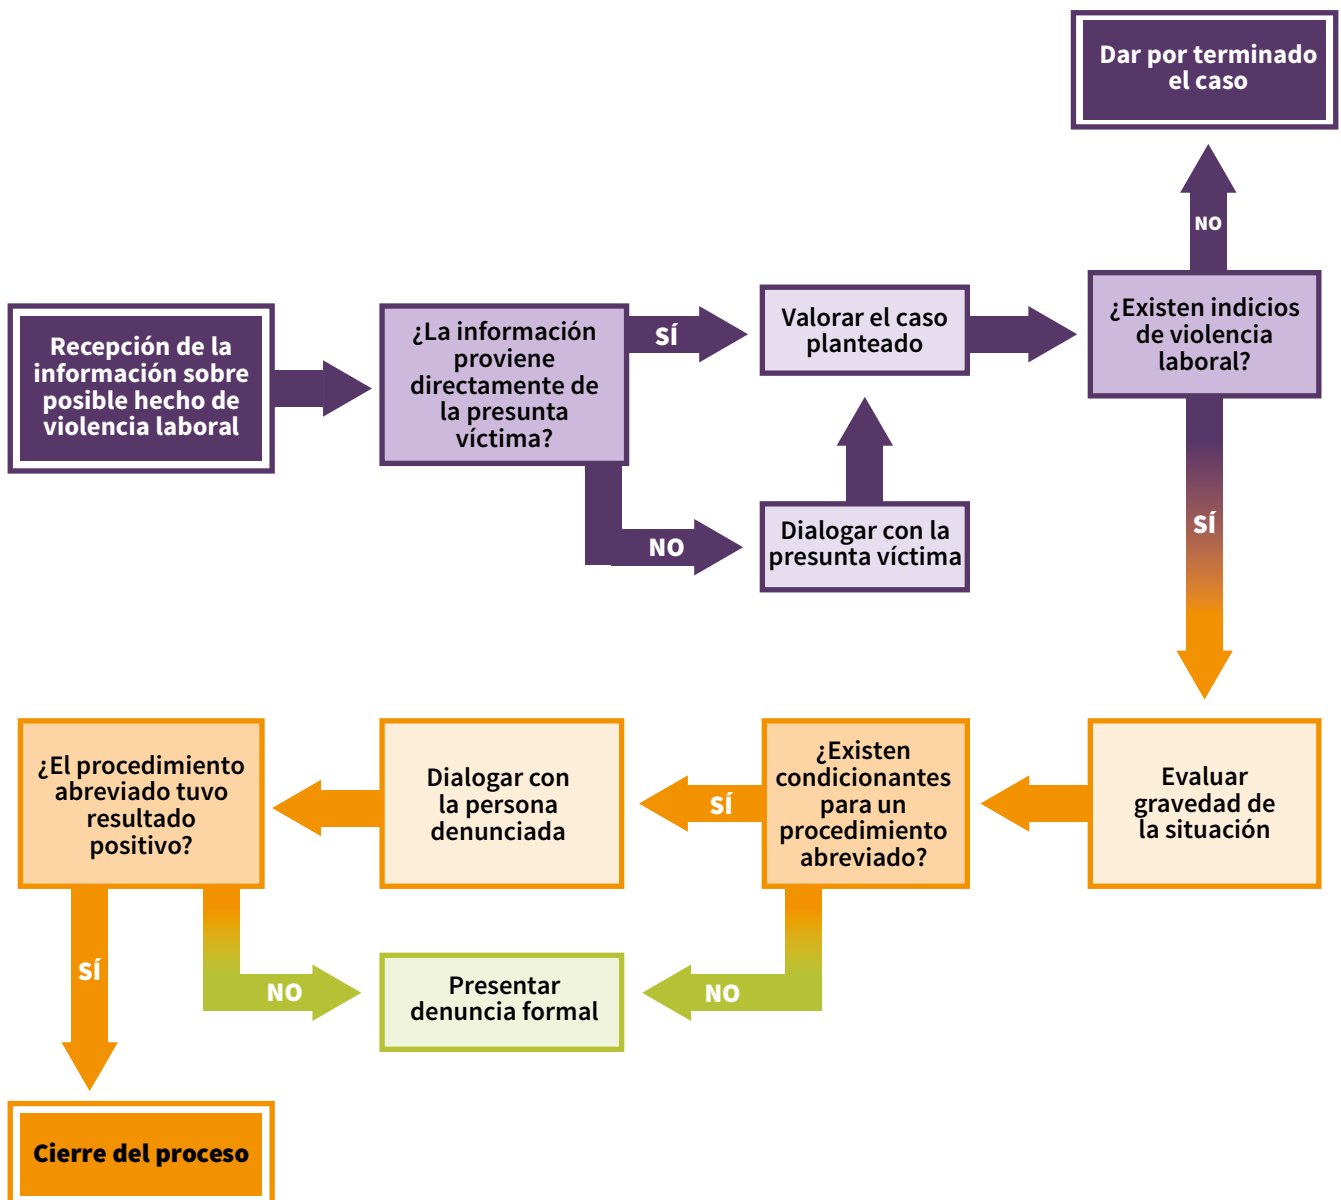 Dar por terminado
el caso
NO
Recepción de la
información sobre
posible hecho de
violencia laboral
¿La información
proviene
directamente de
la presunta
víctima?
SÍ
Valorar el caso
planteado
¿Existen indicios
de violencia
laboral?
NO
Dialogar con la
presunta víctima
SÍ
Evaluar
gravedad de
la situación
¿Existen
condicionantes
para un
procedimiento
abreviado?
SÍ
Dialogar con
la persona
denunciada
¿El procedimiento
abreviado tuvo
resultado
positivo?
SÍ
NO
Presentar
denuncia formal
NO
Cierre del proceso